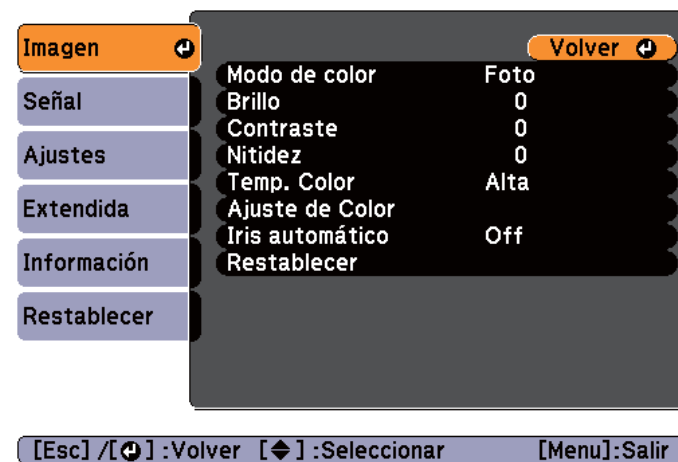 Imagen
Señal
Ajustes
Extendida
Información
Restablecer
Volver
Modo de color Foto
Brillo 0
Contraste 0
Nitidez 0
Temp. Color Alta
Ajuste de Color
Iris automático Off
Restablecer
[Esc] /[ ] :Volver [ ] :Seleccionar [Menu]:Salir